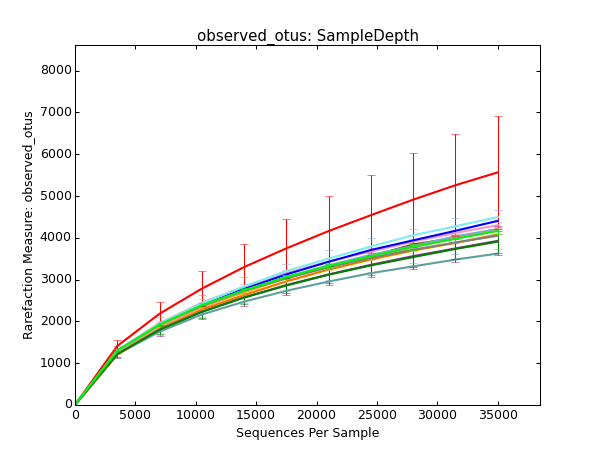 observed_otus: SampleDepth
8000
7000
6000
5000
4000
3000
2000
1000
0
Rarefaction Measure: observed_otus
0 5000 10000 15000 20000 25000 30000 35000
Sequences Per Sample